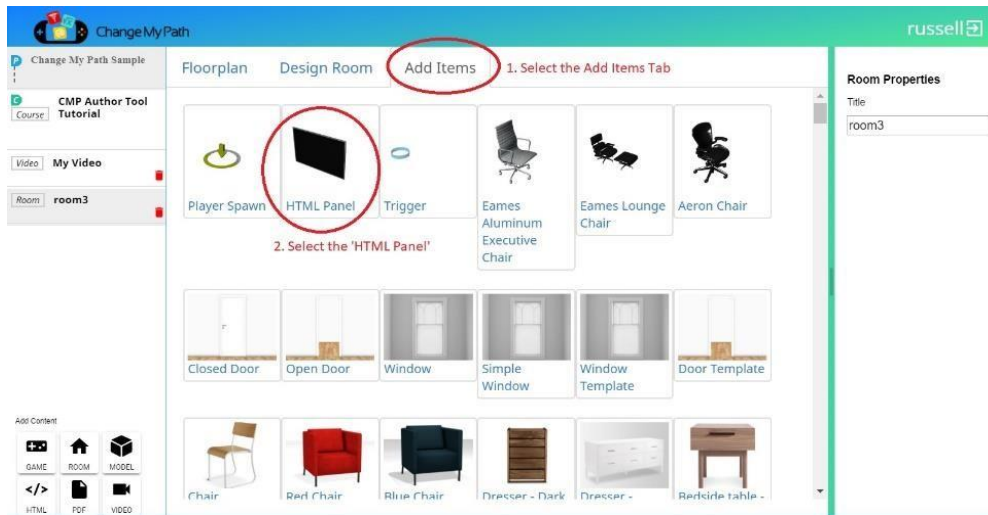 Change My Path
russell
Change My Path Sample
Course
CMP Author Tool
Tutorial
Video
My Video
Room
room3
Add Content
GAME
ROOM
MODEL
</>
HTML
PDF
VIDEO
Floorplan
Design Room
Add Items
1. Select the Add Items Tab
Player Spawn
HTML Panel
Trigger
Eames
Aluminum
Executive
Chair
Eames Lounge
Chair
Aeron Chair
2. Select the 'HTML Panel'
Closed Door
Open Door
Window
Simple
Window
Window
Template
Door Template
Chair
Red Chair
Blue Chair
Dresser - Dark
Dresser -
Bedside table -
Room Properties
Title
room3